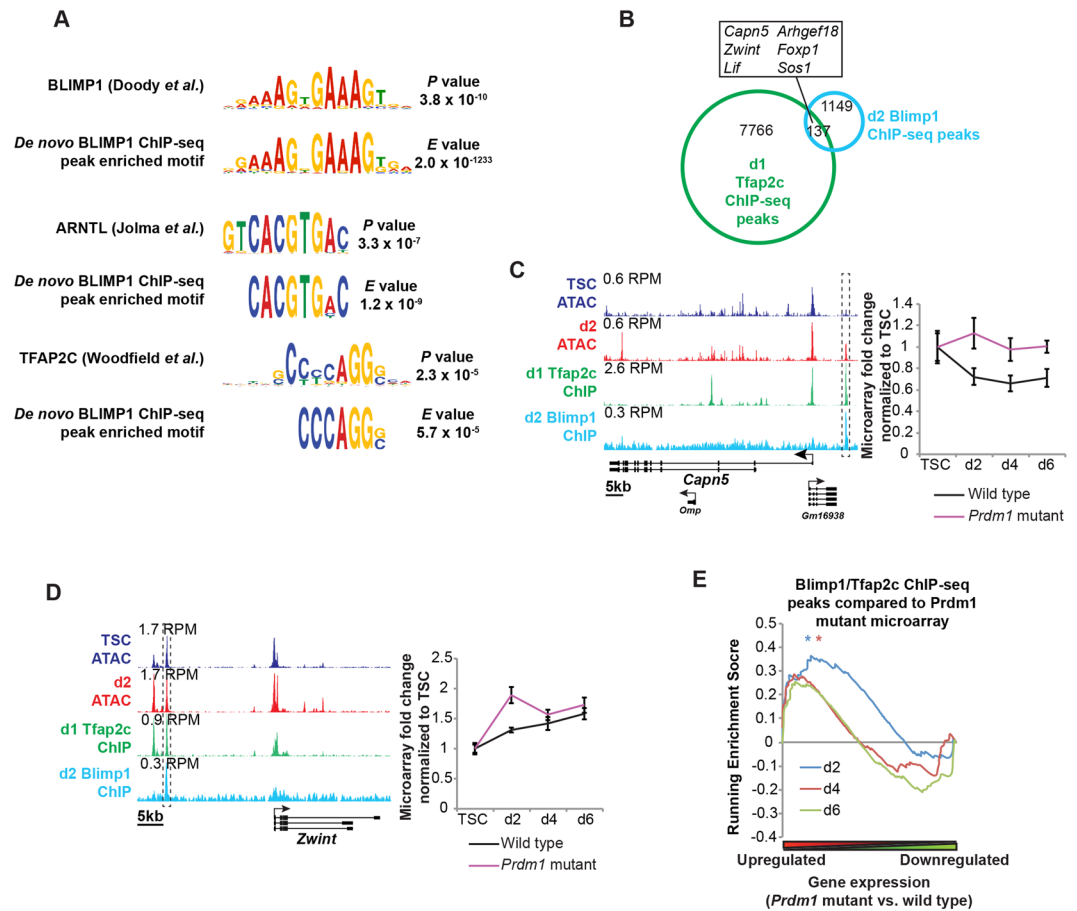 A
BLIMP1 (Doody et al.)
P value
3.8 x 10-10
De novo BLIMP1 ChIP-seq
peak enriched motif
E value
2.0 x 10-1233
ARNTL (Jolma et al.)
P value
3.3 x 10-7
De novo BLIMP1 ChIP-seq
peak enriched motif
E value
1.2 x 10-9
TFAP2C (Woodfield et al.)
P value
2.3 x 10-5
De novo BLIMP1 ChIP-seq
peak enriched motif
E value
5.7 x 10-5
GTCACGTGAC
CACGTGAC
CCCAGG
B
Capn5 Arhgef18
Zwint Foxp1
Lif Sos1
7766
137
1149
d2 Blimp1
ChIP-seq peaks
d1
Tfap2c
ChIP-seq
peaks
C
TSC
ATAC
0.6 RPM
d2
ATAC
0.6 RPM
d1 Tfap2c
ChIP
2.6 RPM
d2 Blimp1
ChIP
0.3 RPM
5kb
Capn5
Omp
Gm16938
Microarray fold change
normalized to TSC
1.4
1.2
1
0.8
0.6
0.4
0.2
0
TSC d2 d4 d6
Wild type
Prdm1 mutant
D
TSC
ATAC
1.7 RPM
d2
ATAC
1.7 RPM
d1 Tfap2c
ChIP
0.9 RPM
d2 Blimp1
ChIP
0.3 RPM
5kb
Zwint
Microarray fold change
normalized to TSC
2.5
2
1.5
1
0.5
0
TSC d2 d4 d6
Wild type
Prdm1 mutant
E
Blimp1/Tfap2c ChIP-seq
peaks compared to Prdm1
mutant microarray
* *
Running Enrichment Socre
0.5
0.4
0.3
0.2
0.1
0
-0.1
-0.2
-0.3
-0.4
d2
d4
d6
Upregulated Downregulated
Gene expression
(Prdm1 mutant vs. wild type)